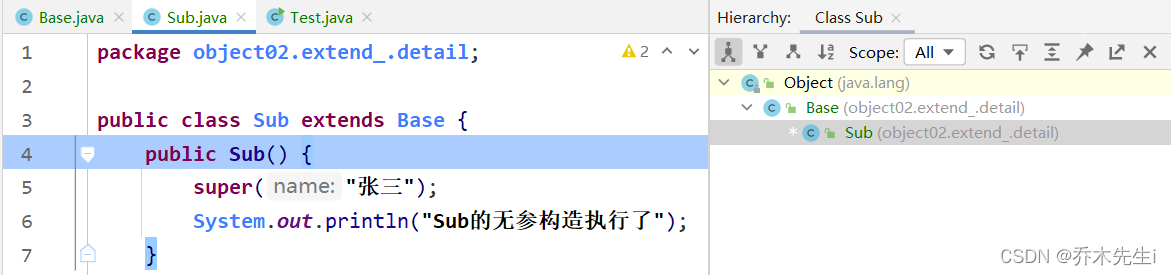 Base.java Sub.java Test.java
1 package object02.extend_.detail; 2
2
3 public class Sub extends Base {
4 public Sub() {
5 super( name: "张三");
6 System.out.println("Sub的无参构造执行了");
7 }
Hierarchy: Class Sub
Scope: All
Object (java.lang)
Base (object02.extend_.detail)
* Sub (object02.extend_.detail)
CSDN @乔木先生i